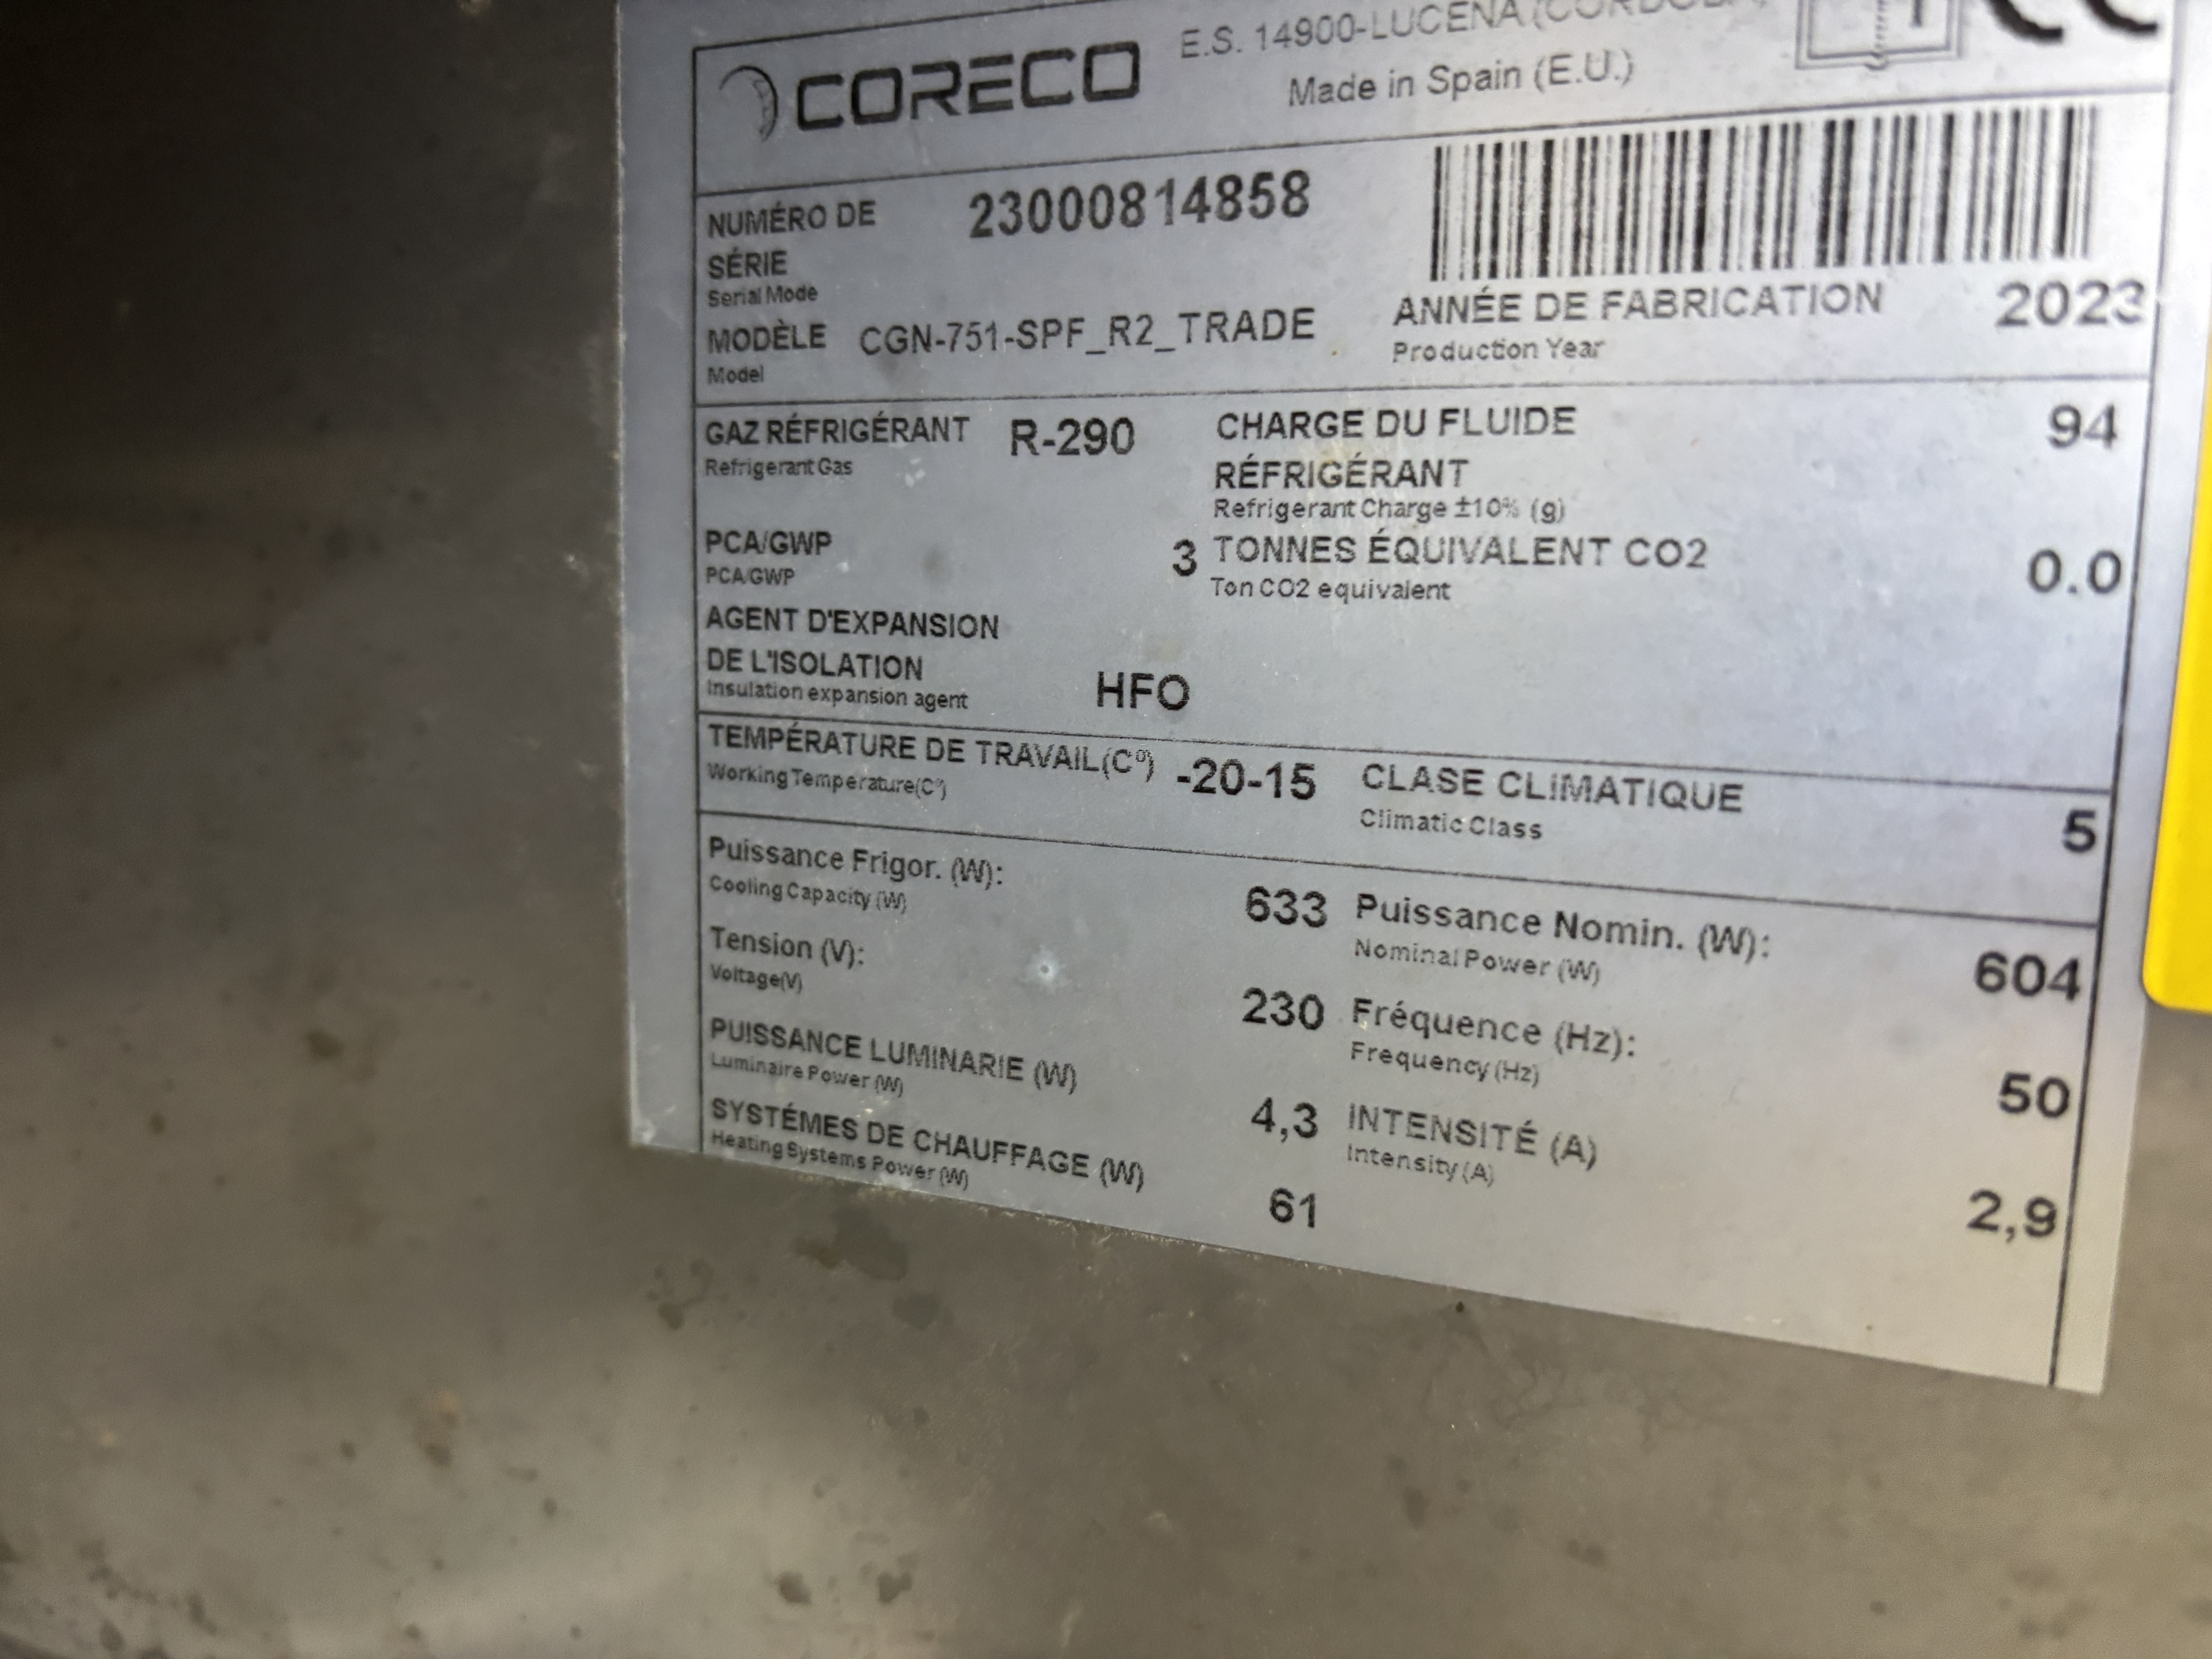 CORECO
E.S. 14900-LUCENA (CÓRDOBA)
Made in Spain (E.U.)
NUMÉRO DE SÉRIE
Serial Mode
23000814858
MODÈLE CGN-751-SPF_R2_TRADE
Model
ANNÉE DE FABRICATION 2023
Production Year
GAZ RÉFRIGÉRANT R-290
Refrigerant Gas
CHARGE DU FLUIDE RÉFRIGÉRANT 94
Refrigerant Charge ±10% (g)
PCA/GWP 3
PCA/GWP
TONNES ÉQUIVALENT CO2 0.0
Ton CO2 equivalent
AGENT D'EXPANSION
DE L'ISOLATION HFO
Insulation expansion agent
TEMPÉRATURE DE TRAVAIL(Cº) -20-15
Working Temperature(Cº)
CLASE CLIMATIQUE 5
Climatic Class
Puissance Frigor. (W): 633
Cooling Capacity (W)
Puissance Nomin. (W): 604
Nominal Power (W)
Tension (V): 230
Voltage(V)
Fréquence (Hz): 50
Frequency (Hz)
PUISSANCE LUMINARIE (W) 4,3
Luminaire Power (W)
INTENSITÉ (A) 2,9
Intensity (A)
SYSTÉMES DE CHAUFFAGE (W) 61
Heating Systems Power (W)